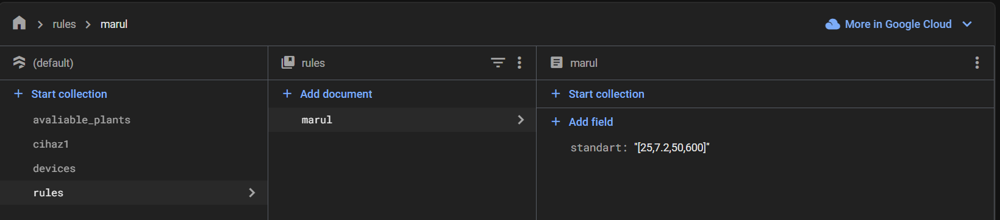 rules marul
More in Google Cloud
(default)
rules
marul
Start collection
Add document
Start collection
avaliable_plants
marul
Add field
cihaz1
standart: "[25,7.2,50,600]"
devices
rules